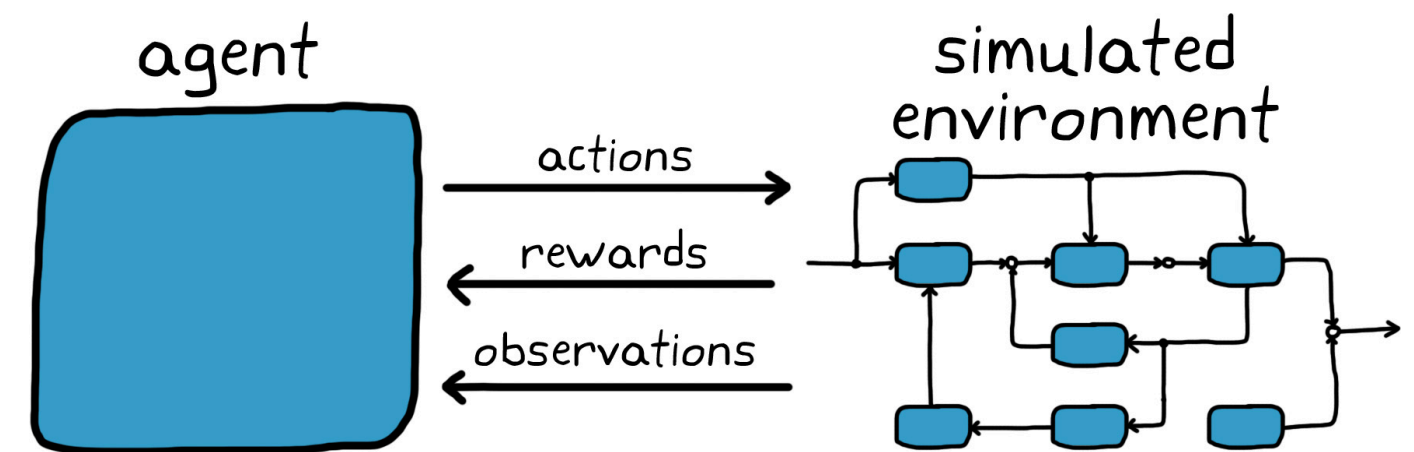 agent
simulated
environment
actions
rewards
observations